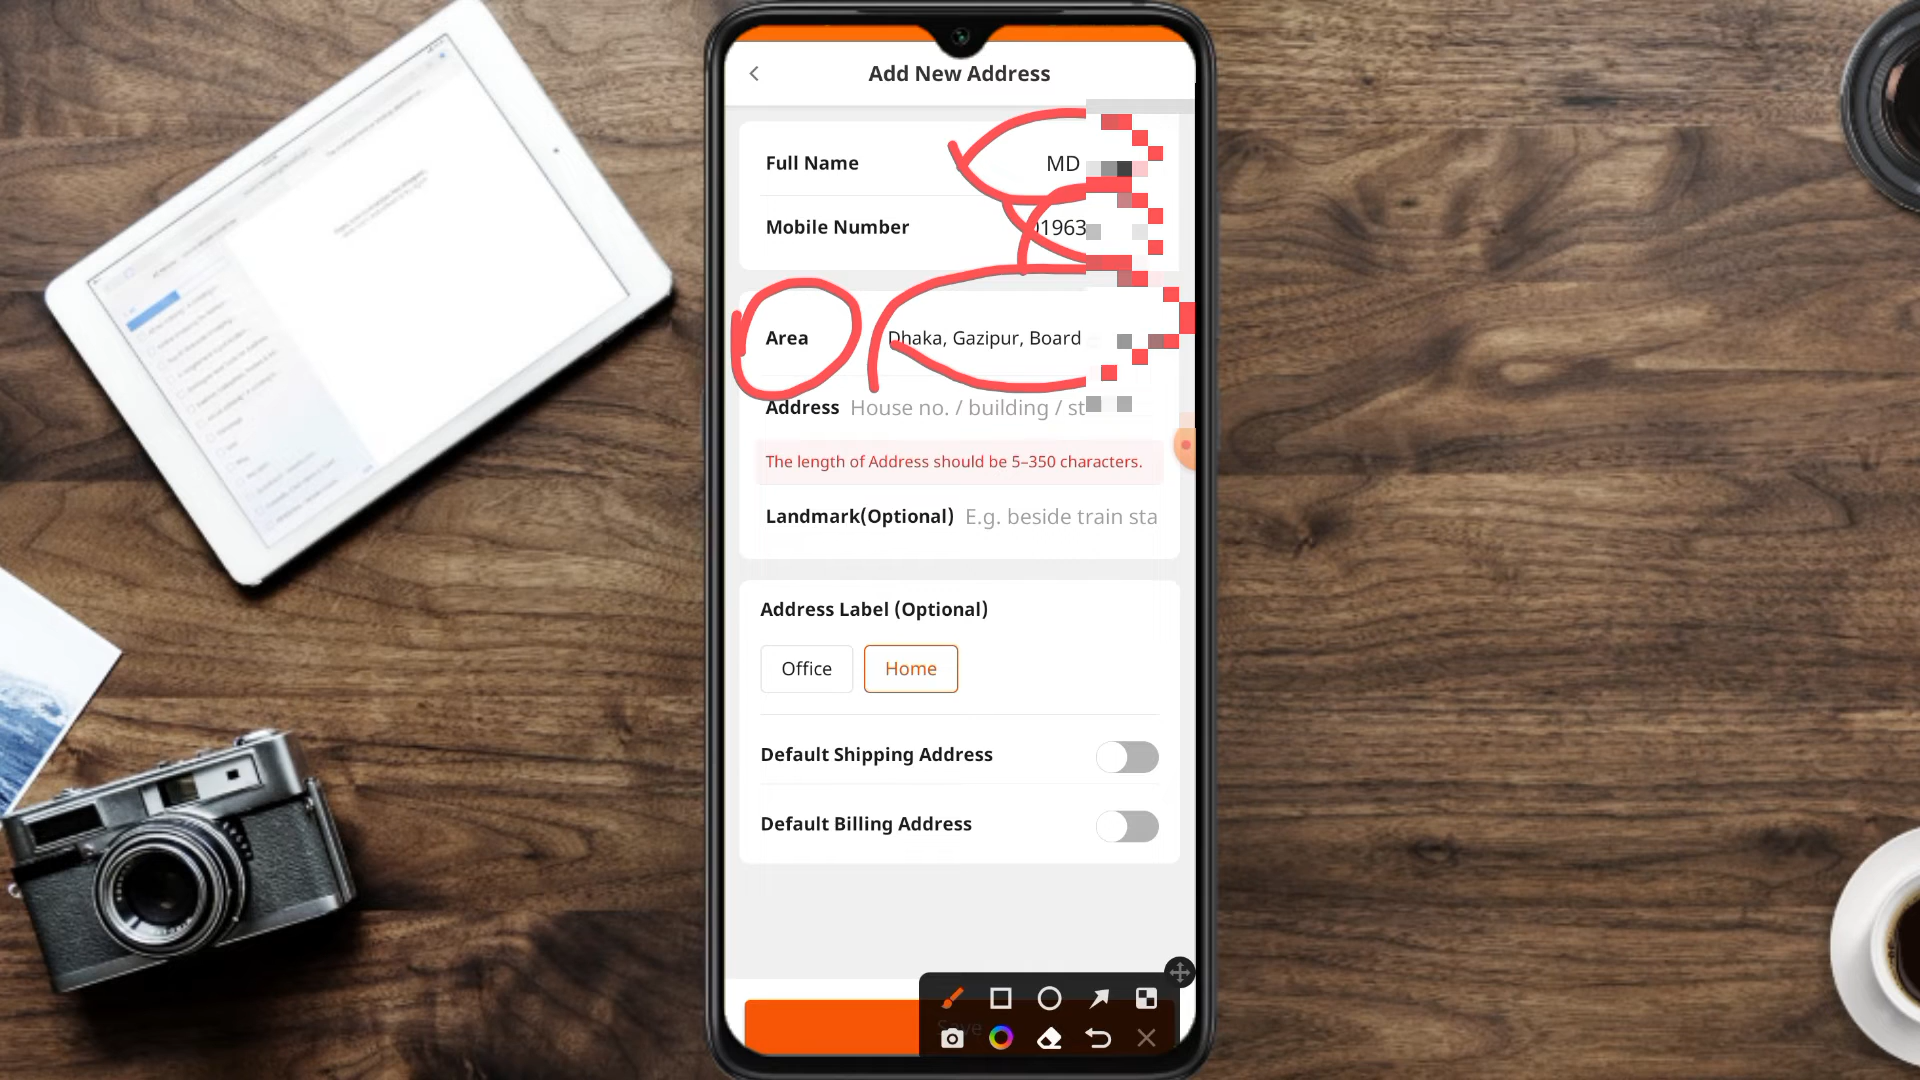 Add New Address
Full Name MD
Mobile Number 01963
Area Dhaka, Gazipur, Board
Address House no. / building / st
The length of Address should be 5–350 characters.
Landmark(Optional) E.g. beside train sta
Address Label (Optional)
Office Home
Default Shipping Address
Default Billing Address
Save